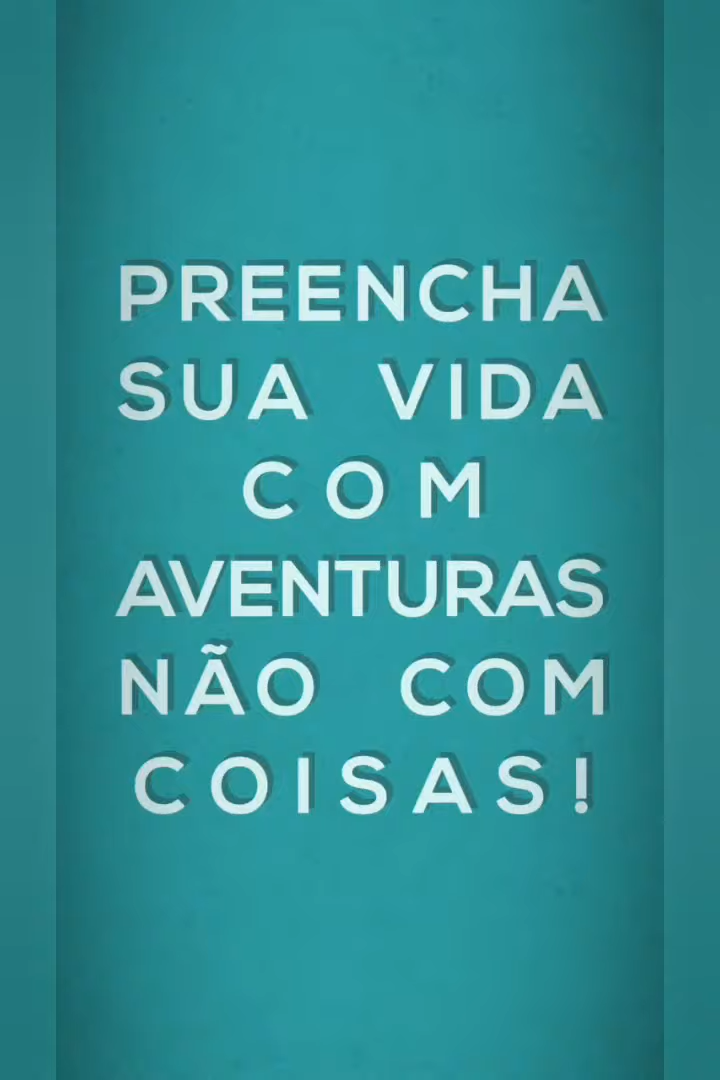 PREENCHA
SUA VIDA
COM
AVENTURAS
NÃO COM
COISAS!